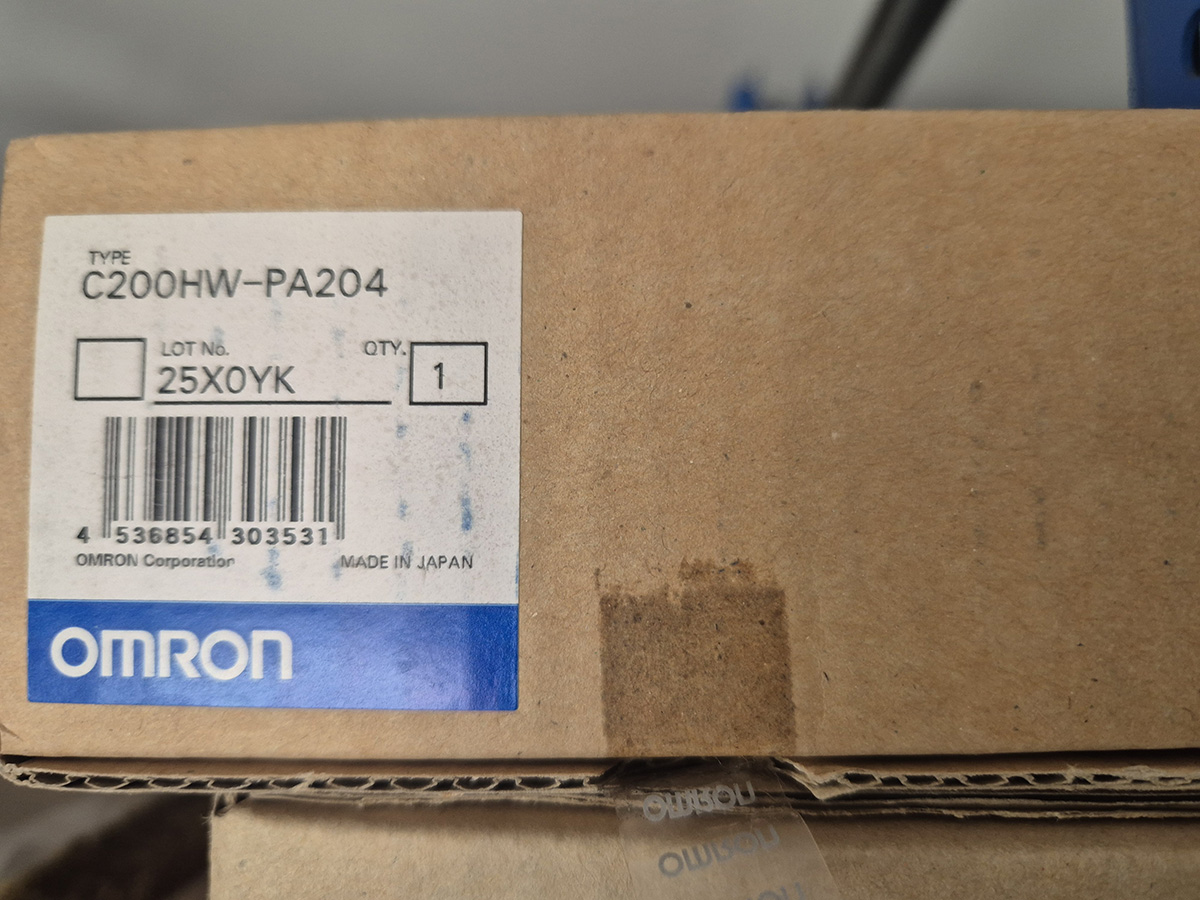 TYPE
C200HW-PA204
LOT No. QTY.
25X0YK 1
4 536854 303531
OMRON Corporation MADE IN JAPAN
OMRON
OMRON
OMRON